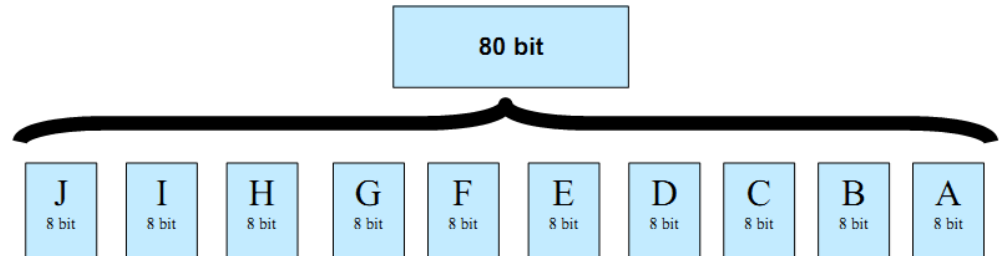 80 bit
J I H G F E D C B A
8 bit 8 bit 8 bit 8 bit 8 bit 8 bit 8 bit 8 bit 8 bit 8 bit